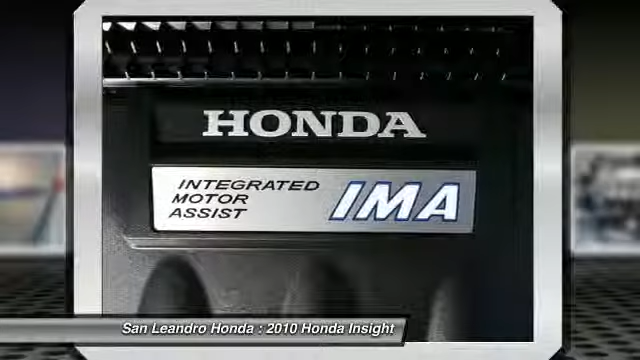 HONDA
INTEGRATED
MOTOR
ASSIST
IMA
San Leandro Honda : 2010 Honda Insight